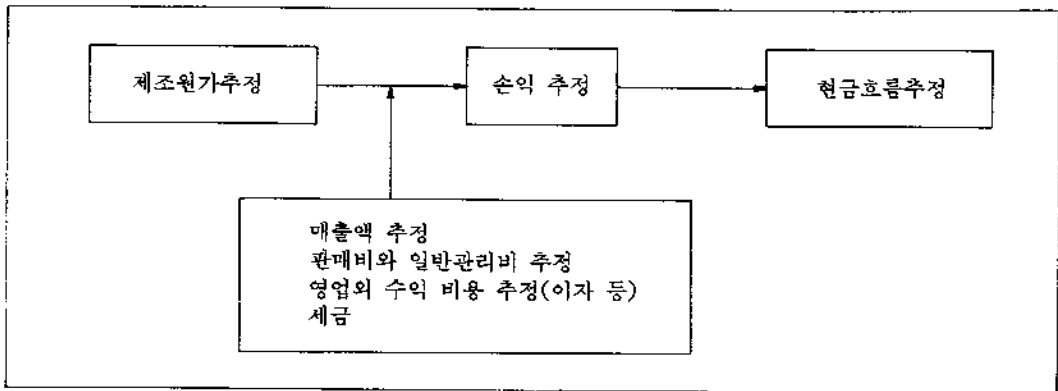 제조원가추정
손익 추정
현금흐름추정
매출액 추정
판매비와 일반관리비 추정
영업외 수익 비용 추정(이자 등)
세금